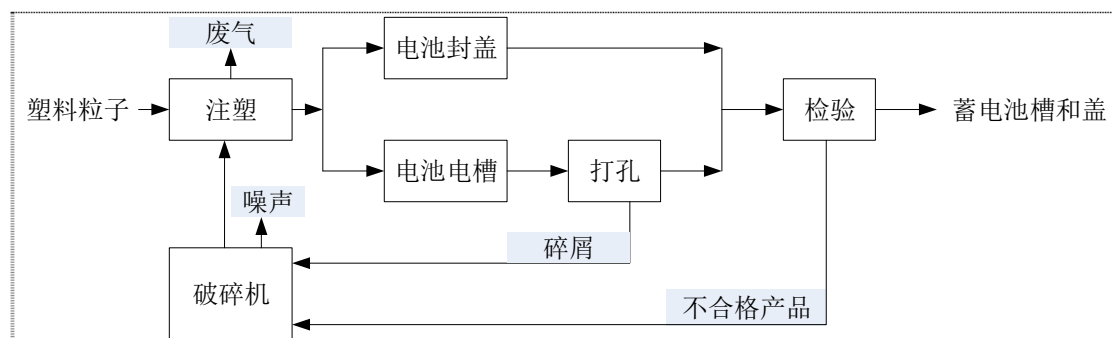 废气
电池封盖
塑料粒子
注塑
检验
蓄电池槽和盖
电池电槽
打孔
噪声
碎屑
破碎机
不合格产品